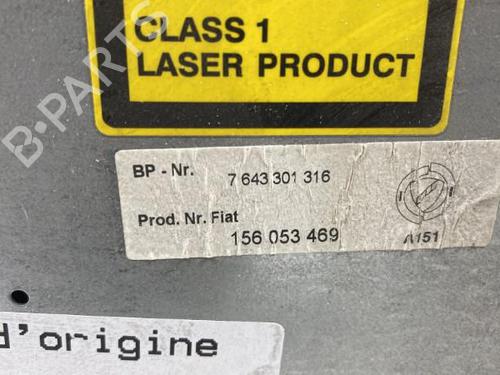 CLASS 1
LASER PRODUCT
B-PARTS
BP - Nr. 7 643 301 316
Prod. Nr. Fiat
156 053 469 A151
d'origine